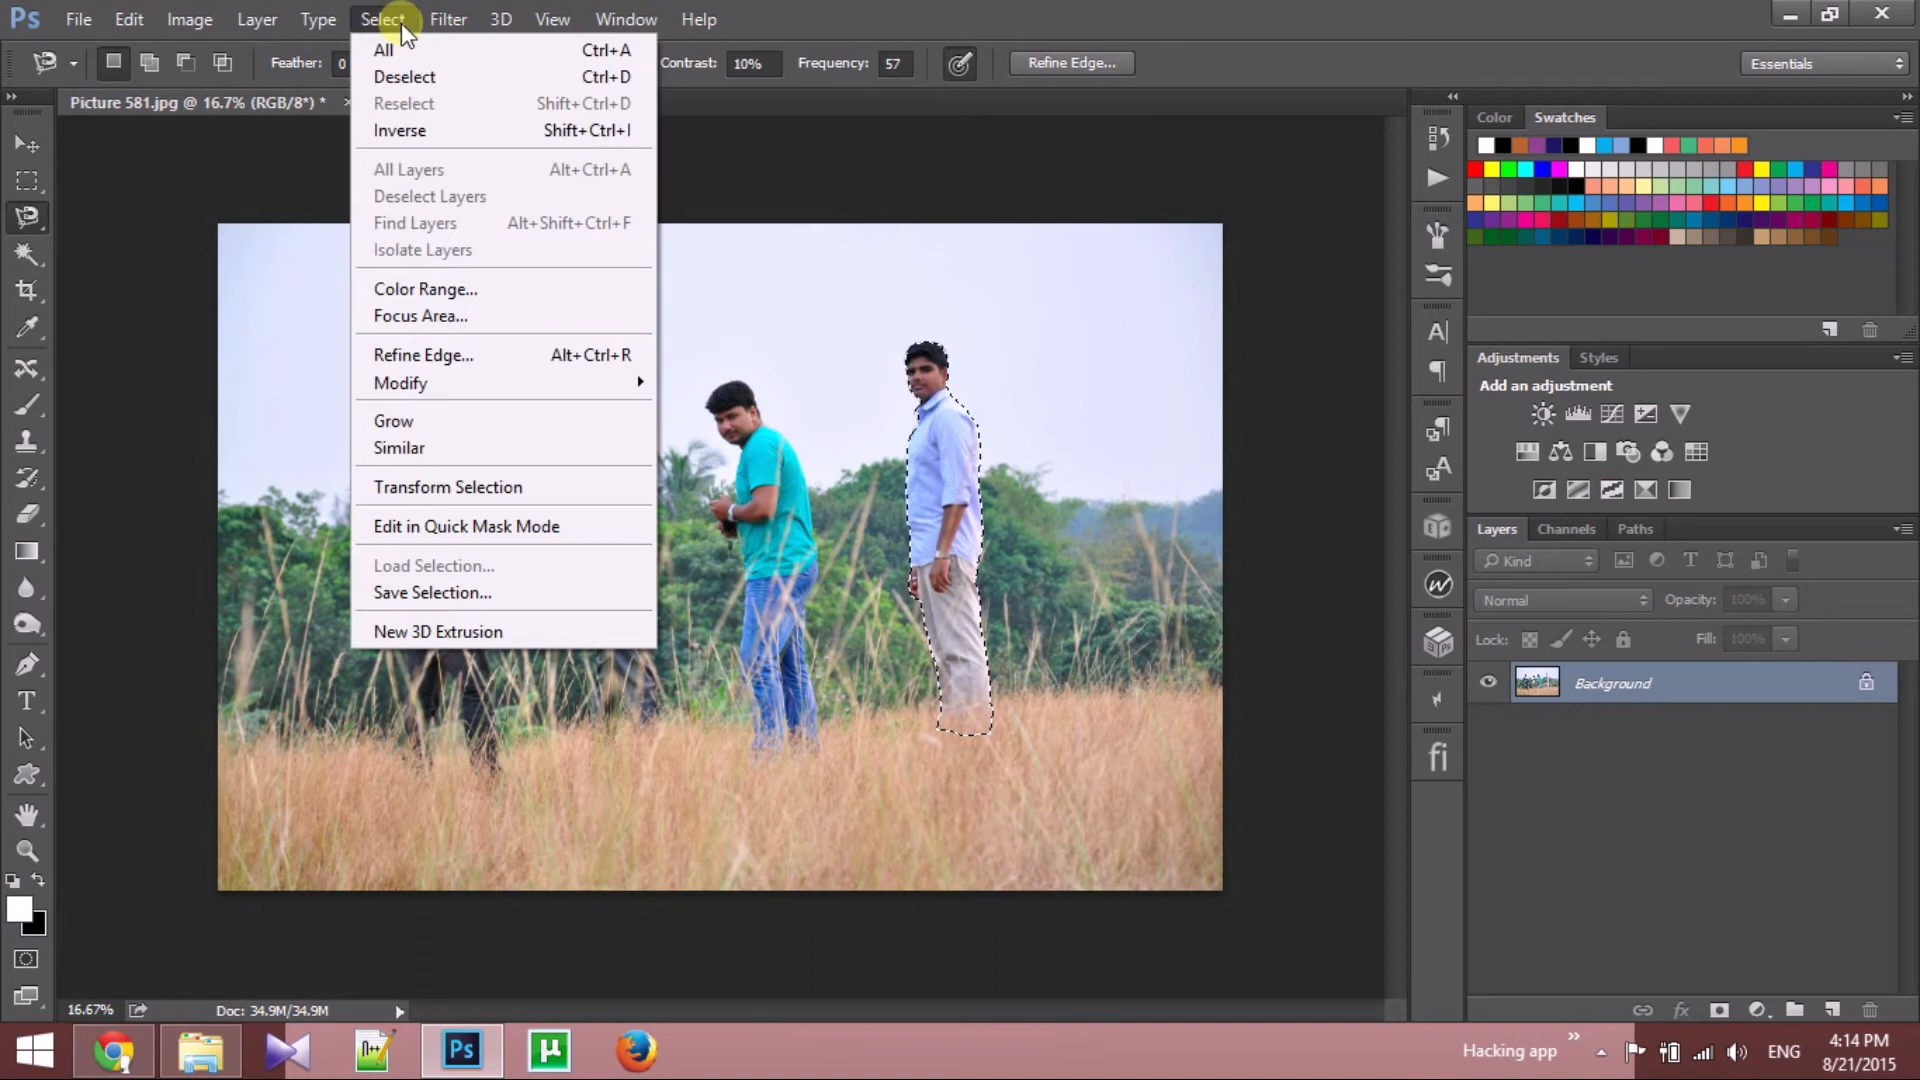 Ps File Edit Image Layer Type Select Filter 3D View Window Help
Feather: 0 Contrast: 10% Frequency: 57 Refine Edge... Essentials
Picture 581.jpg @ 16.7% (RGB/8*) *
All Ctrl+A
Deselect Ctrl+D
Reselect Shift+Ctrl+D
Inverse Shift+Ctrl+I
All Layers Alt+Ctrl+A
Deselect Layers
Find Layers Alt+Shift+Ctrl+F
Isolate Layers
Color Range...
Focus Area...
Refine Edge... Alt+Ctrl+R
Modify
Grow
Similar
Transform Selection
Edit in Quick Mask Mode
Load Selection...
Save Selection...
New 3D Extrusion
Color Swatches
Adjustments Styles
Add an adjustment
Layers Channels Paths
Kind
Normal Opacity: 100%
Lock: Fill: 100%
Background
16.67% Doc: 34.9M/34.9M
Ps Hacking app ENG 4:14 PM
8/21/2015